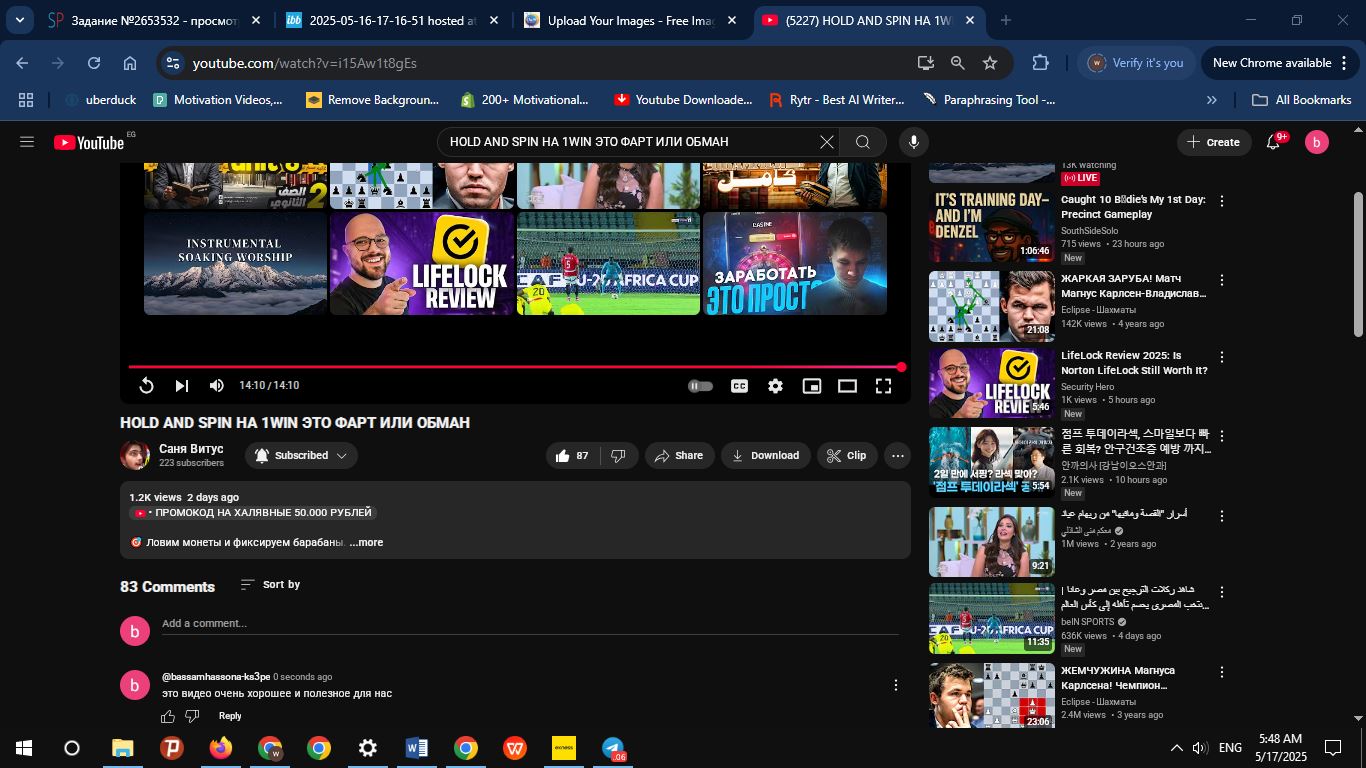 Задание №2653532 - просмот
2025-05-16-17-16-51 hosted at
Upload Your Images - Free Imag
(5227) HOLD AND SPIN НА 1W
youtube.com/watch?v=i15Aw1t8gEs
Verify it's you
New Chrome available
uberduck
Motivation Videos,...
Remove Backgroun...
200+ Motivational...
Youtube Downloade...
Rytr - Best AI Writer...
Paraphrasing Tool -...
All Bookmarks
YouTube EG
HOLD AND SPIN НА 1WIN ЭТО ФАРТ ИЛИ ОБМАН
Create
9+
b
الصف
الثانوي
2
كامل
INSTRUMENTAL
SOAKING WORSHIP
LIFELOCK
REVIEW
AFRICA CUP
ЗАРАБОТАТЬ
ЭТО ПРОСТО
14:10 / 14:10
CC
HOLD AND SPIN НА 1WIN ЭТО ФАРТ ИЛИ ОБМАН
Саня Витус
223 subscribers
Subscribed
87
Share
Download
Clip
1.2K views 2 days ago
• ПРОМОКОД НА ХАЛЯВНЫЕ 50.000 РУБЛЕЙ
🎯 Ловим монеты и фиксируем барабаны. ...more
83 Comments
Sort by
b
Add a comment...
b
@bassamhassona-ks3pe 0 seconds ago
это видео очень хорошее и полезное для нас
Reply
13K watching
LIVE
IT'S TRAINING DAY–
AND I'M
DENZEL
1:06:46
Caught 10 B
die's My 1st Day:
Precinct Gameplay
SouthSideSolo
715 views • 23 hours ago
New
21:08
ЖАРКАЯ ЗАРУБА! Матч
Магнус Карлсен-Владислав...
Eclipse - Шахматы
142K views • 4 years ago
LIFELOCK
REVIEW
5:46
LifeLock Review 2025: Is
Norton LifeLock Still Worth It?
Security Hero
1K views • 5 hours ago
New
2일 만에 서핑? 라섹 맞아?
5:54
점프 투데이라섹, 스마일보다 빠
른 회복? 안구건조증 예방 까지...
안까의사 [강남이오스안과]
2.1K views • 10 hours ago
New
9:21
أسرار "القصة ومافيها" من ريهام عياد
معكم منى الشاذلي
1M views • 2 years ago
AFRICA CUP
11:35
شاهد ركلات الترجيح بين مصر وغانا |
منتخب المصري يحسم تأهله إلى كأس العالم...
beIN SPORTS
636K views • 4 days ago
New
23:06
ЖЕМЧУЖИНА Магнуса
Карлсена! Чемпион...
Eclipse - Шахматы
2.4M views • 3 years ago
exness
.06
ENG
5:48 AM
5/17/2025